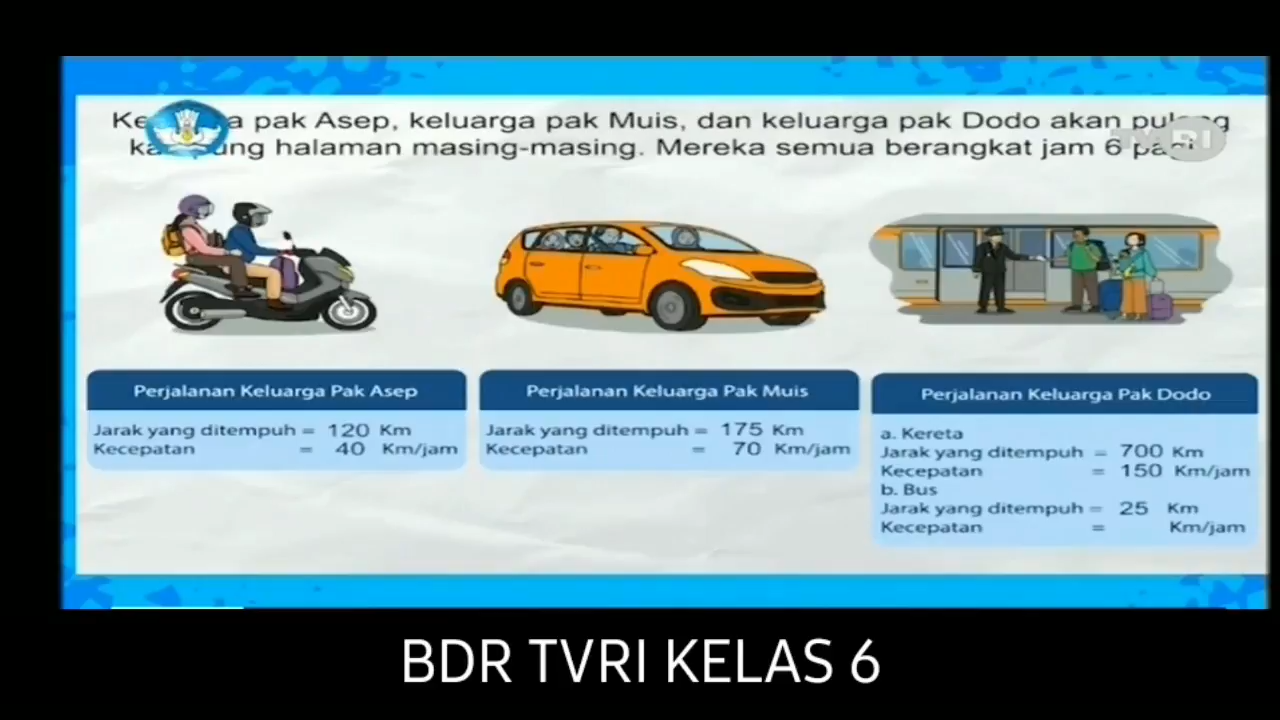 pak Asep, keluarga pak Muis, dan keluarga pak Dodo akan pulang
halaman masing-masing. Mereka semua berangkat jam 6 pagi
TVRI
Perjalanan Keluarga Pak Asep
Jarak yang ditempuh = 120 Km
Kecepatan = 40 Km/jam
Perjalanan Keluarga Pak Muis
Jarak yang ditempuh = 175 Km
Kecepatan = 70 Km/jam
Perjalanan Keluarga Pak Dodo
a. Kereta
Jarak yang ditempuh = 700 Km
Kecepatan = 150 Km/jam
b. Bus
Jarak yang ditempuh = 25 Km
Kecepatan = Km/jam
BDR TVRI KELAS 6